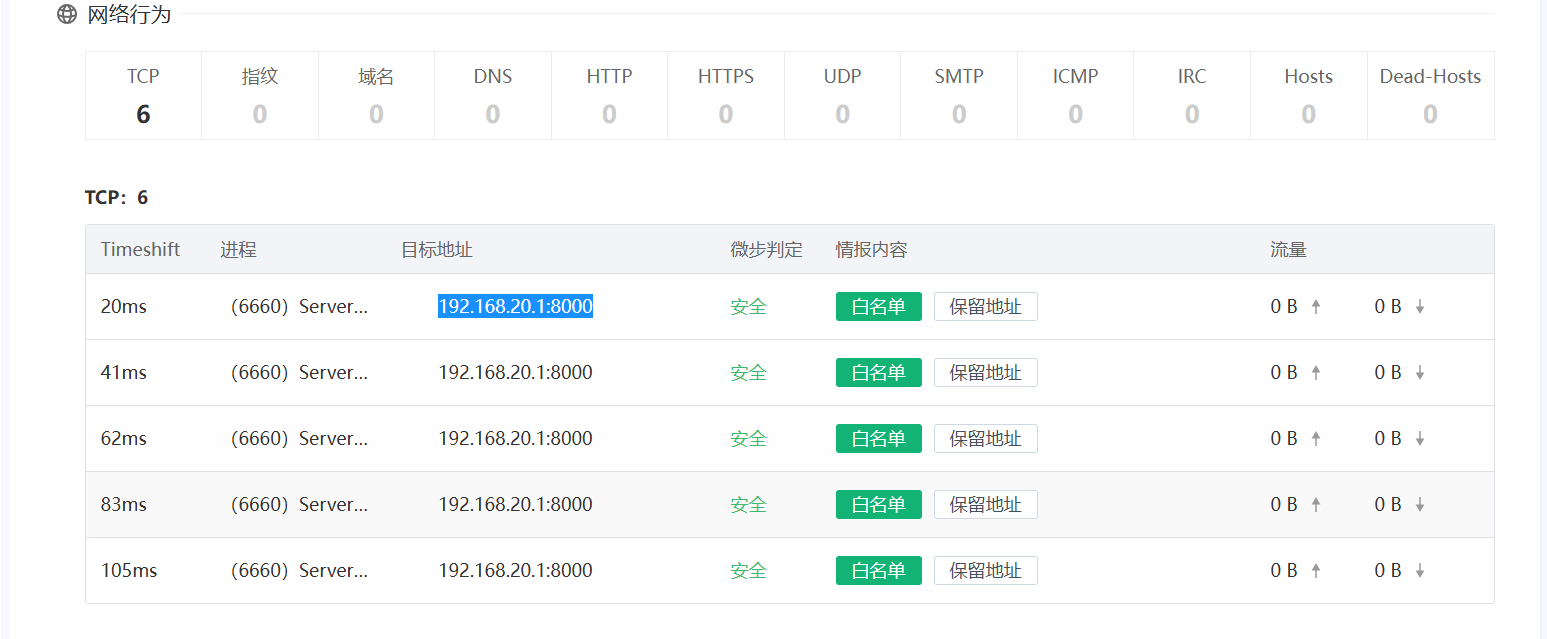 网络行为
TCP 指纹 域名 DNS HTTP HTTPS UDP SMTP ICMP IRC Hosts Dead-Hosts
6 0 0 0 0 0 0 0 0 0 0 0
TCP：6
Timeshift 进程 目标地址 微步判定 情报内容 流量
20ms （6660）Server... 192.168.20.1:8000 安全 白名单 保留地址 0 B ↑ 0 B ↓
41ms （6660）Server... 192.168.20.1:8000 安全 白名单 保留地址 0 B ↑ 0 B ↓
62ms （6660）Server... 192.168.20.1:8000 安全 白名单 保留地址 0 B ↑ 0 B ↓
83ms （6660）Server... 192.168.20.1:8000 安全 白名单 保留地址 0 B ↑ 0 B ↓
105ms （6660）Server... 192.168.20.1:8000 安全 白名单 保留地址 0 B ↑ 0 B ↓